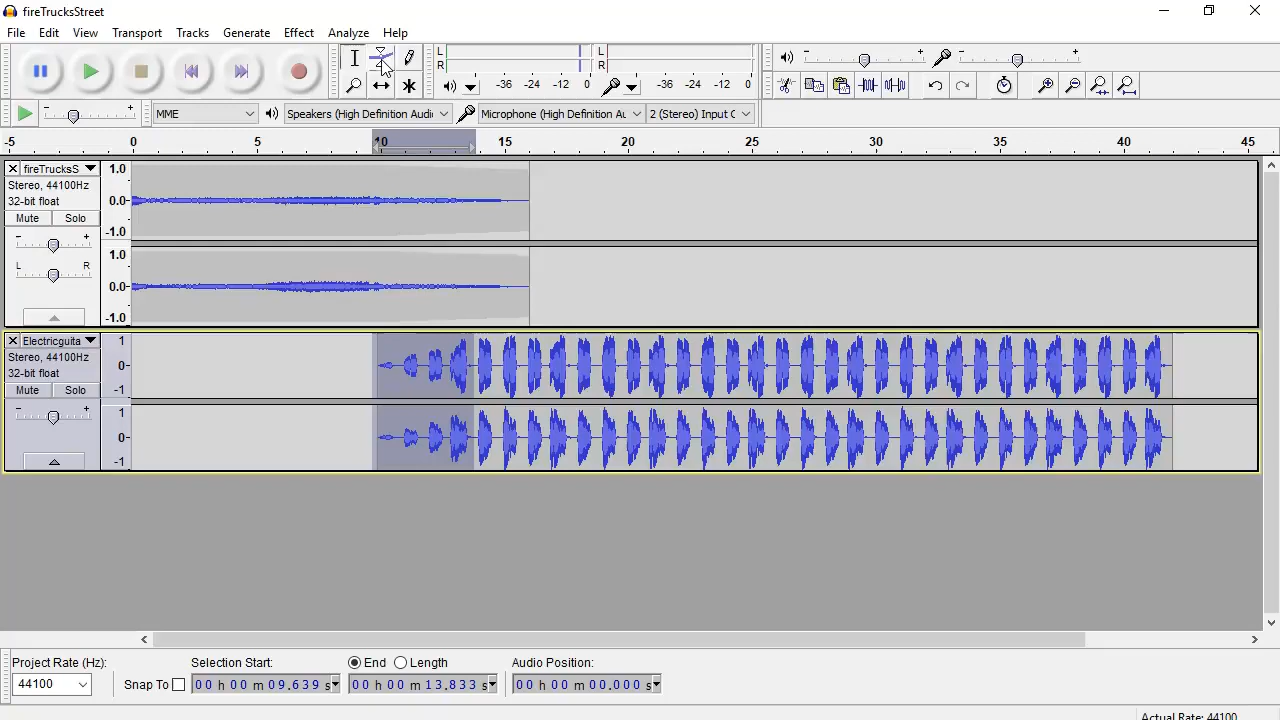 fireTrucksStreet
File Edit View Transport Tracks Generate Effect Analyze Help
L R L R
-36 -24 -12 0 -36 -24 -12 0
MME Speakers (High Definition Audi Microphone (High Definition Au 2 (Stereo) Input C
-5 0 5 10 15 20 25 30 35 40 45
fireTrucksS
Stereo, 44100Hz
32-bit float
Mute Solo
L R
1.0
0.0
-1.0
1.0
0.0
-1.0
Electricguita
Stereo, 44100Hz
32-bit float
Mute Solo
1
0
-1
1
0
-1
Project Rate (Hz): Selection Start: End Length Audio Position:
44100 Snap To 00 h 00 m 09.639 s 00 h 00 m 13.833 s 00 h 00 m 00.000 s
Actual Rate: 44100